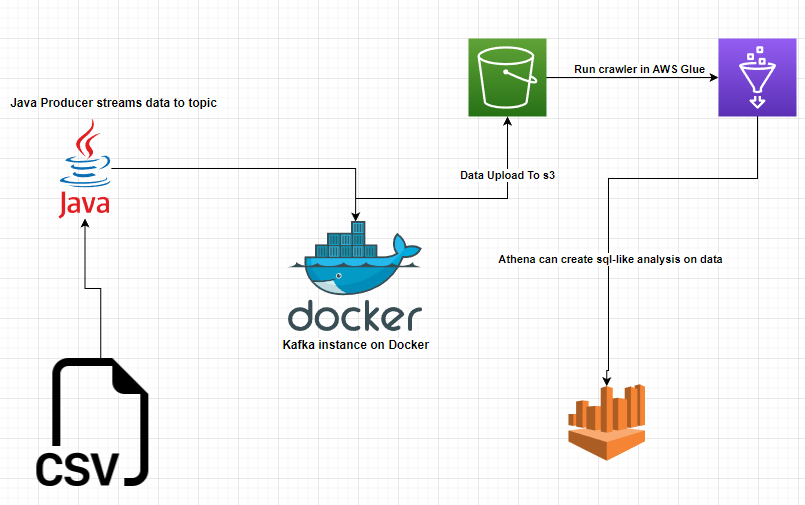 Java Producer streams data to topic
Java
Run crawler in AWS Glue
Data Upload To s3
Athena can create sql-like analysis on data
docker
Kafka instance on Docker
CSV